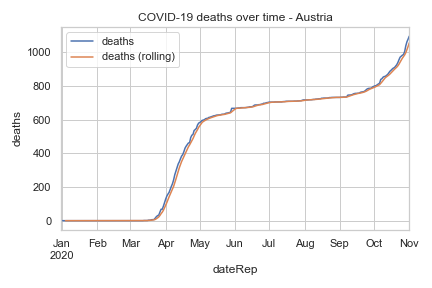 COVID-19 deaths over time - Austria
deaths
deaths (rolling)
1000
800
600
400
200
0
deaths
Jan Feb Mar Apr May Jun Jul Aug Sep Oct Nov
2020
dateRep